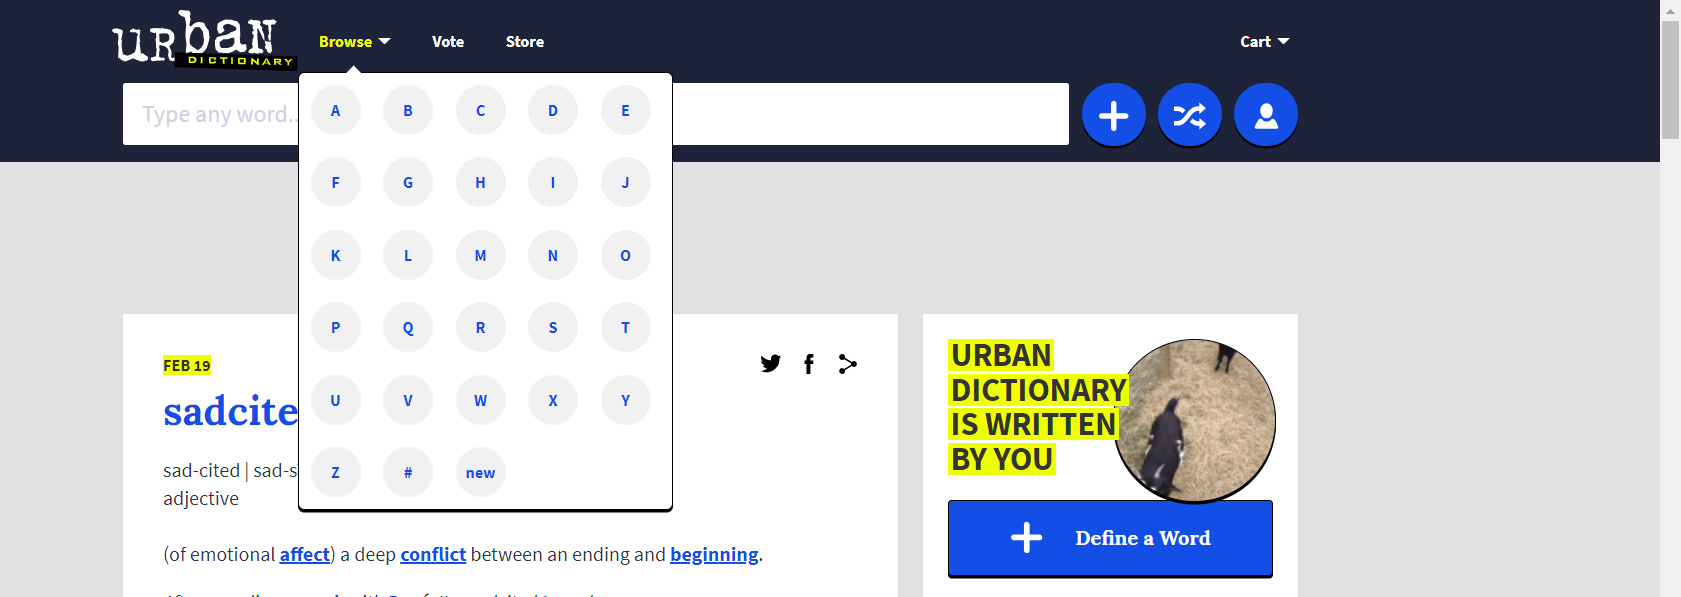 urban
DICTIONARY
Browse
Vote
Store
Cart
Type any word..
A B C D E
F G H I J
K L M N O
P Q R S T
U V W X Y
Z # new
FEB 19
sadcite
sad-cited | sad-s
adjective
(of emotional affect) a deep conflict between an ending and beginning.
URBAN
DICTIONARY
IS WRITTEN
BY YOU
Define a Word